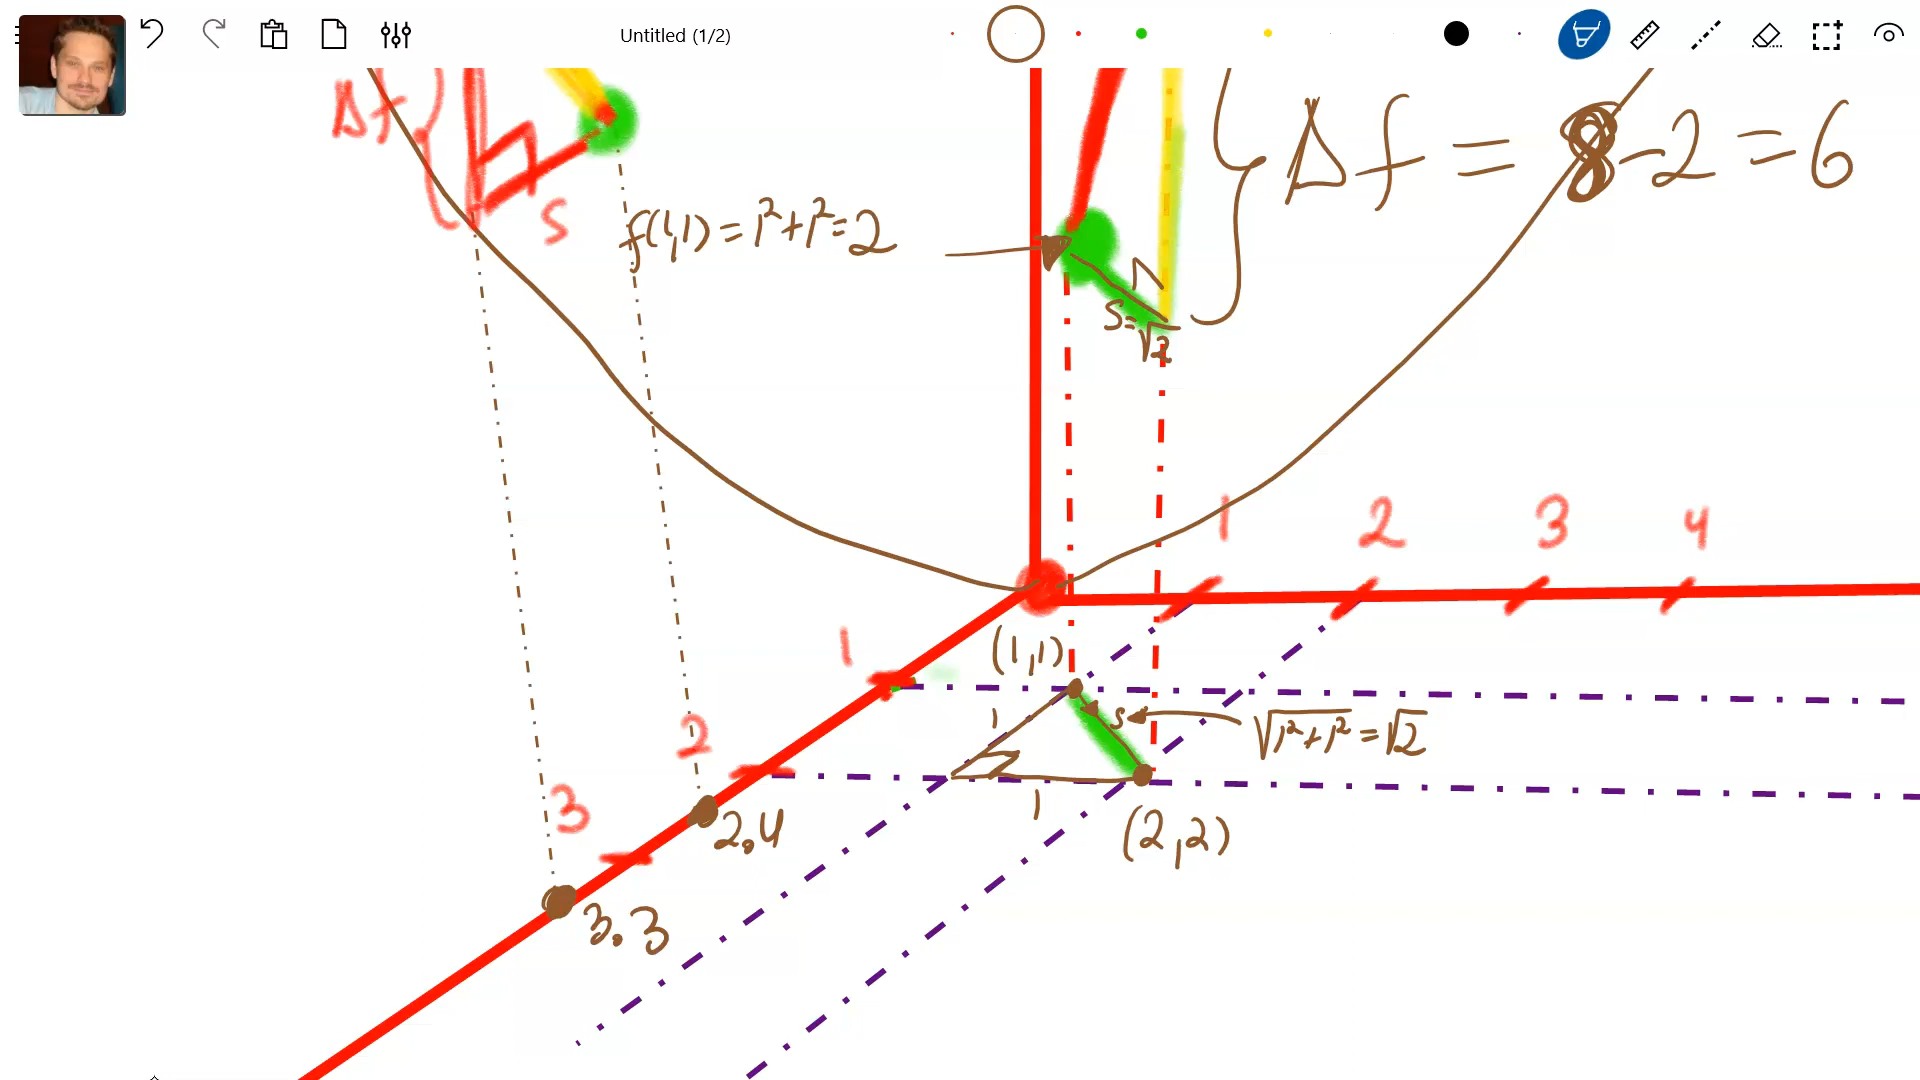 Untitled (1/2)
Δf
S
f(1,1) = 1²+1²=2
Δf = 8-2=6
S=√2
1 2 3 4
1
(1,1)
1
S
√1²+1² = √2
2
1
3
2.4
(2,2)
3.3